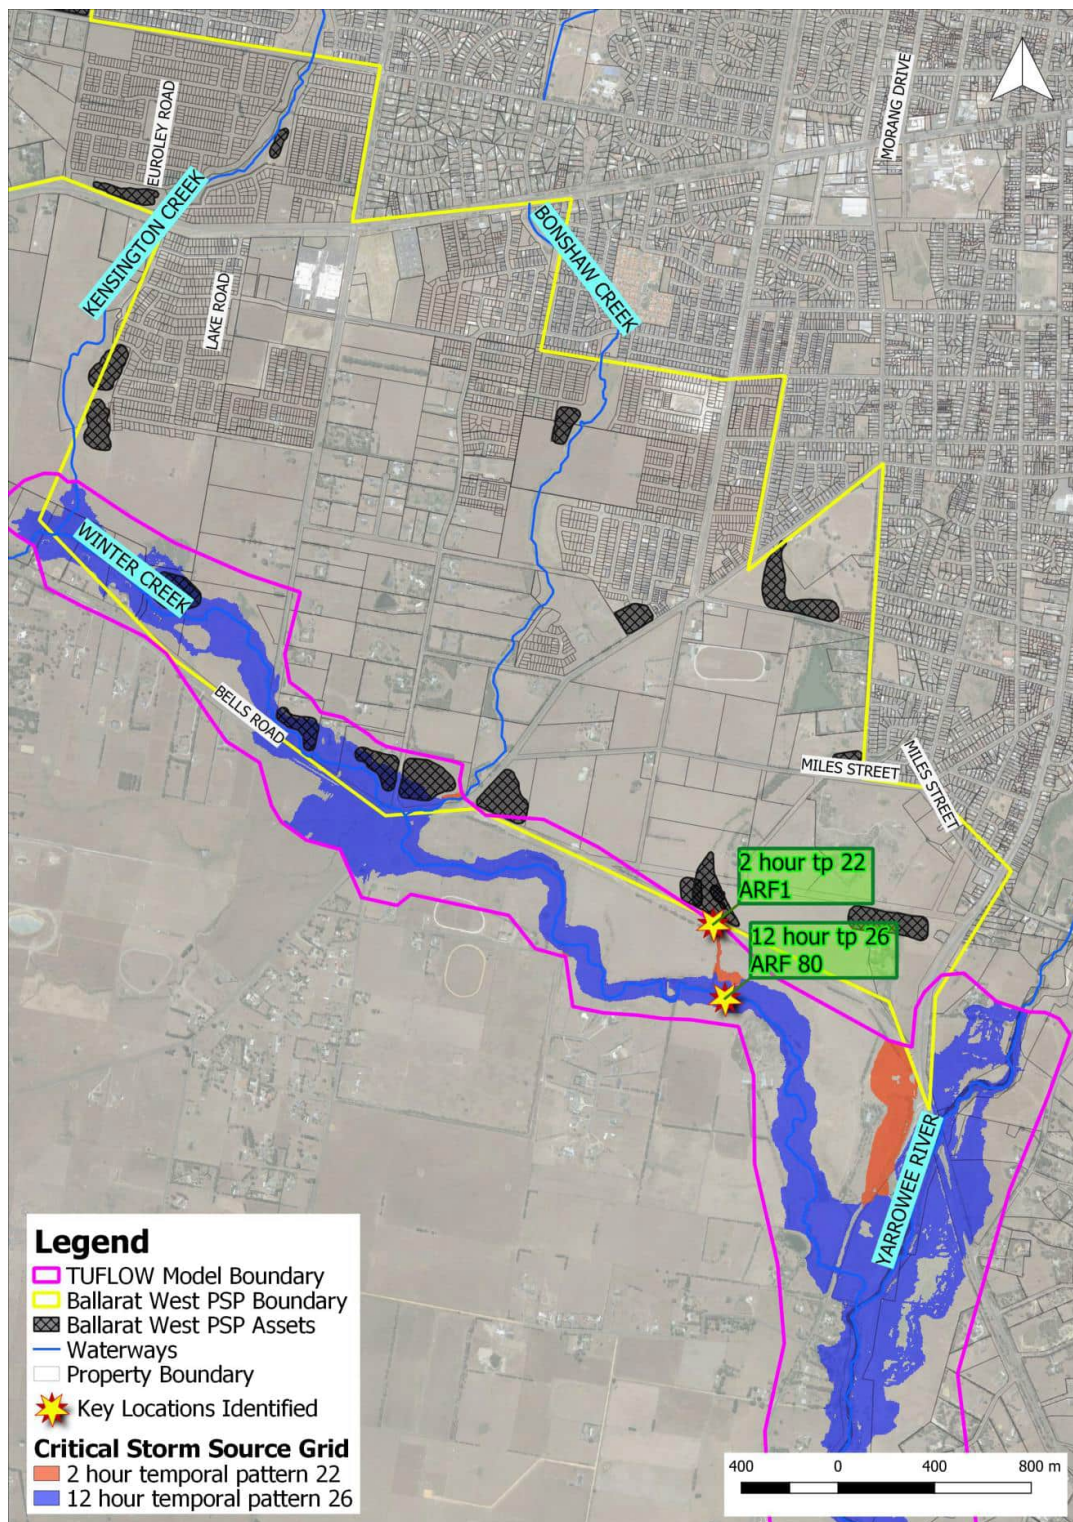 MORANG DRIVE
EUROLEY ROAD
KENSINGTON CREEK
BONSHAW CREEK
LAKE ROAD
WINTER CREEK
BELLS ROAD
MILES STREET
MILES STREET
2 hour tp 22
ARF1
12 hour tp 26
ARF 80
YARROWEE RIVER
Legend
TUFLOW Model Boundary
Ballarat West PSP Boundary
Ballarat West PSP Assets
Waterways
Property Boundary
Key Locations Identified
Critical Storm Source Grid
2 hour temporal pattern 22
12 hour temporal pattern 26
400 0 400 800 m